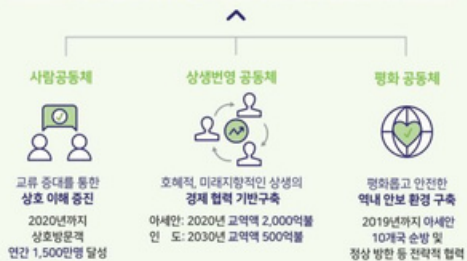 사람공동체
교류 증대를 통한
상호 이해 증진
2020년까지
상호방문객
연간 1,500만명 달성
상생번영 공동체
호혜적, 미래지향적인 상생의
경제 협력 기반구축
아세안: 2020년 교역액 2,000억불
인 도: 2030년 교역액 500억불
평화 공동체
평화롭고 안전한
역내 안보 환경 구축
2019년까지 아세안
10개국 순방 및
정상 방한 등 전략적 협력